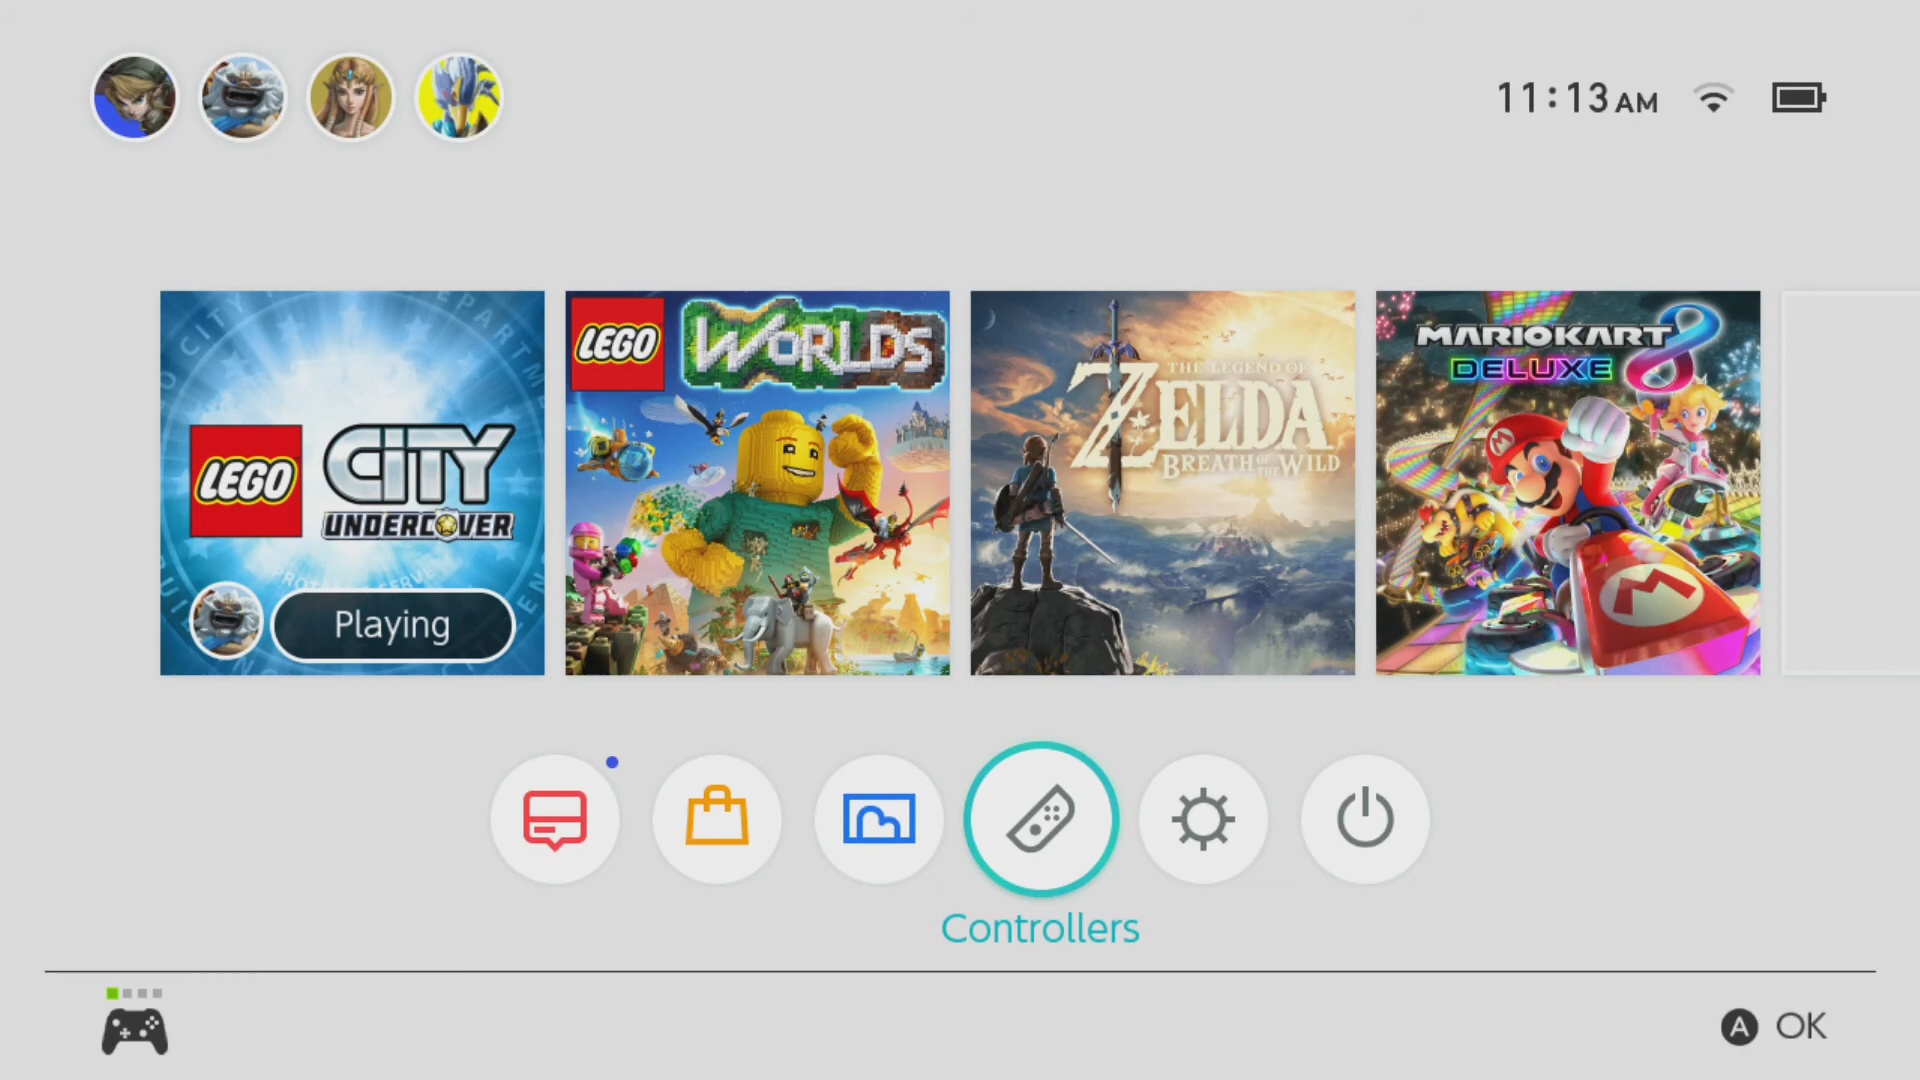 11:13 AM
CITY
LEGO
CITY
UNDERCOVER
Playing
LEGO
WORLDS
THE LEGEND OF
ZELDA
BREATH OF THE WILD
MARIOKART 8
DELUXE
M
M
Controllers
A OK